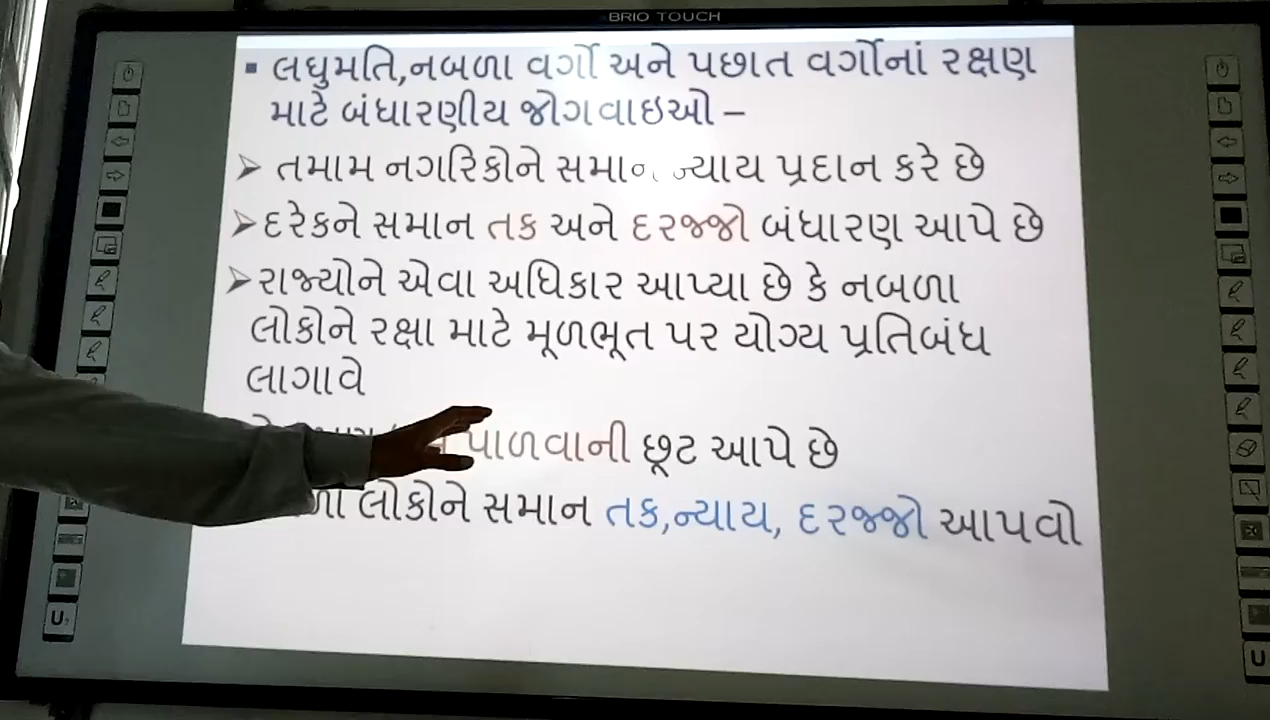 BRIO TOUCH
▪ લઘુમતિ,નબળા વર્ગો અને પછાત વર્ગોનાં રક્ષણ
માટે બંધારણીય જોગવાઇઓ –
➢ તમામ નગરિકોને સમાન ન્યાય પ્રદાન કરે છે
➢ દરેકને સમાન તક અને દરજ્જો બંધારણ આપે છે
➢ રાજ્યોને એવા અધિકાર આપ્યા છે કે નબળા
લોકોને રક્ષા માટે મૂળભૂત પર યોગ્ય પ્રતિબંધ
લાગાવે
પાળવાની છૂટ આપે છે
લોકોને સમાન તક,ન્યાય, દરજ્જો આપવો